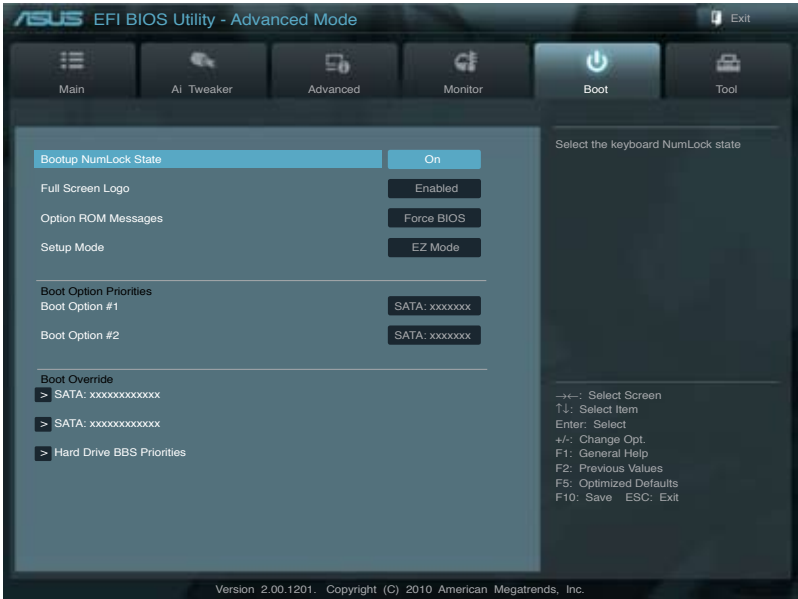 ASUS EFI BIOS Utility - Advanced Mode
Exit
Main
Ai Tweaker
Advanced
Monitor
Boot
Tool
Bootup NumLock State On
Full Screen Logo Enabled
Option ROM Messages Force BIOS
Setup Mode EZ Mode
Boot Option Priorities
Boot Option #1 SATA: xxxxxxx
Boot Option #2 SATA: xxxxxxx
Boot Override
> SATA: xxxxxxxxxxxx
> SATA: xxxxxxxxxxxx
> Hard Drive BBS Priorities
Select the keyboard NumLock state
→←: Select Screen
↑↓: Select Item
Enter: Select
+/-: Change Opt.
F1: General Help
F2: Previous Values
F5: Optimized Defaults
F10: Save ESC: Exit
Version 2.00.1201. Copyright (C) 2010 American Megatrends, Inc.